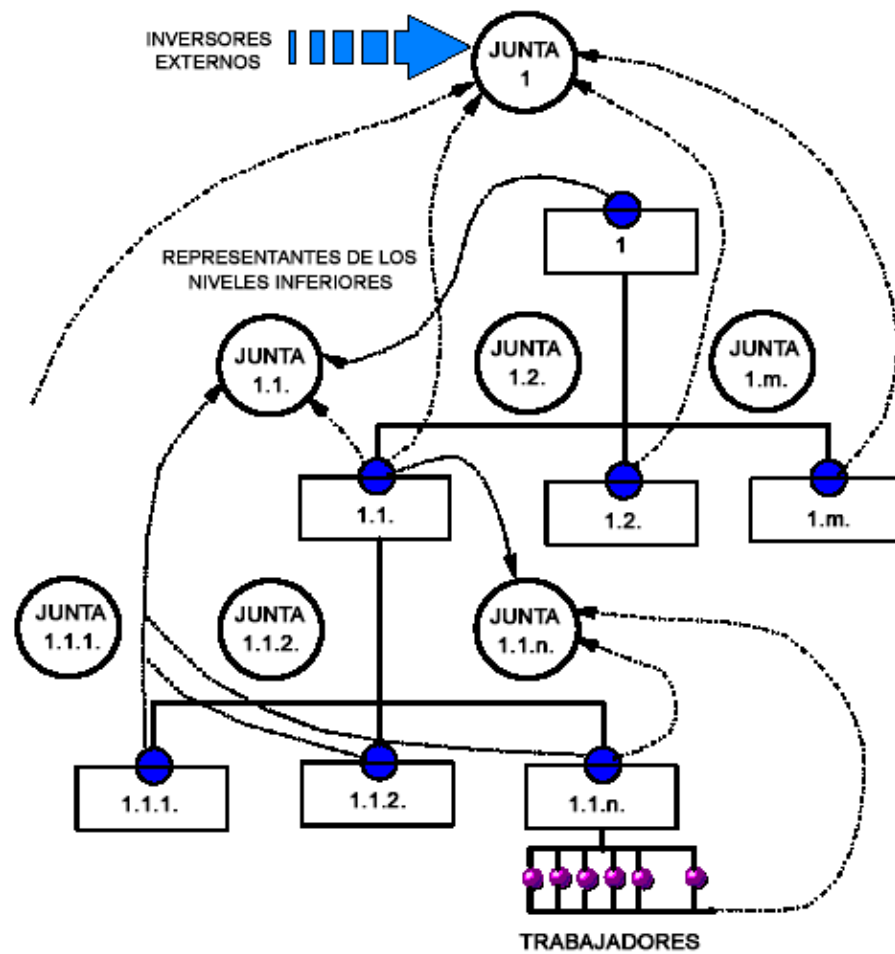 INVERSORES
EXTERNOS
JUNTA
1
1
REPRESENTANTES DE LOS
NIVELES INFERIORES
JUNTA
1.1.
JUNTA
1.2.
JUNTA
1.m.
1.1.
1.2.
1.m.
JUNTA
1.1.1.
JUNTA
1.1.2.
JUNTA
1.1.n.
1.1.1.
1.1.2.
1.1.n.
TRABAJADORES